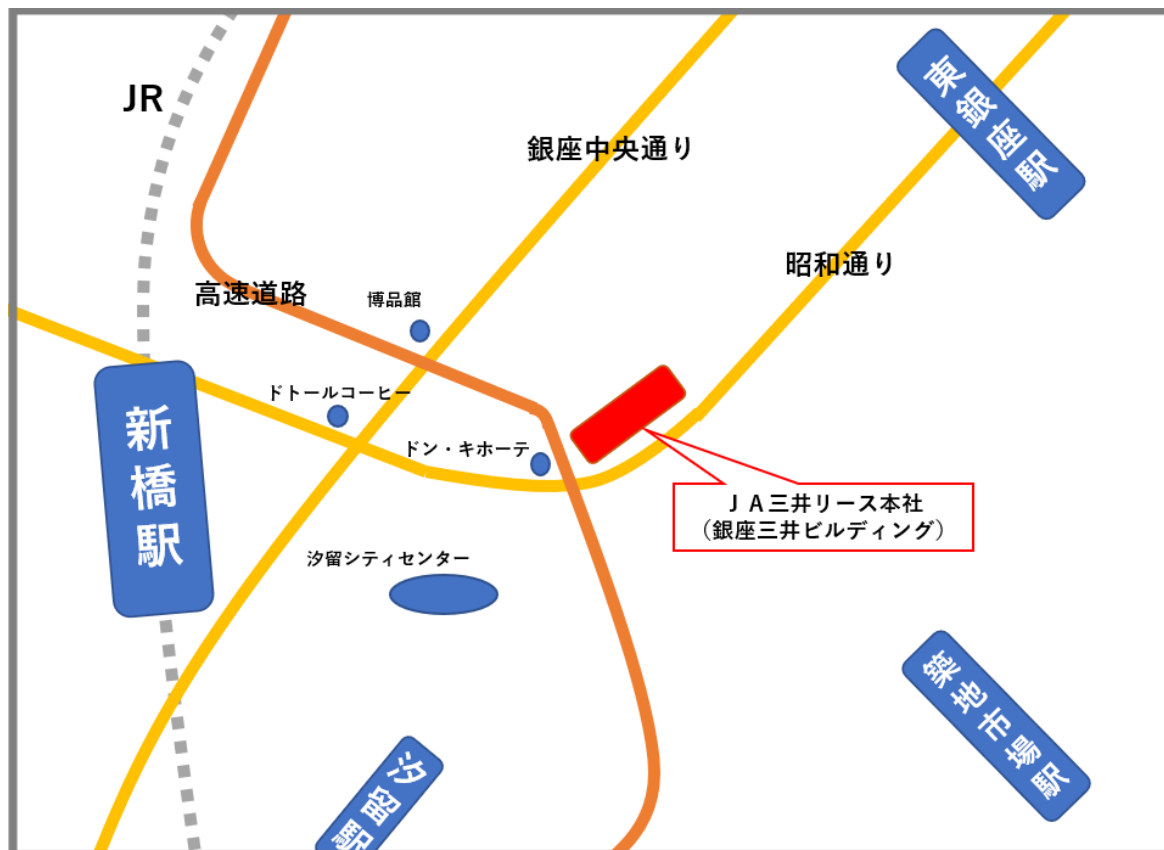 JR
東銀座駅
銀座中央通り
昭和通り
高速道路
博品館
ドトールコーヒー
新橋駅
ドン・キホーテ
ＪＡ三井リース本社
（銀座三井ビルディング）
汐留シティセンター
築地市場駅
汐留駅